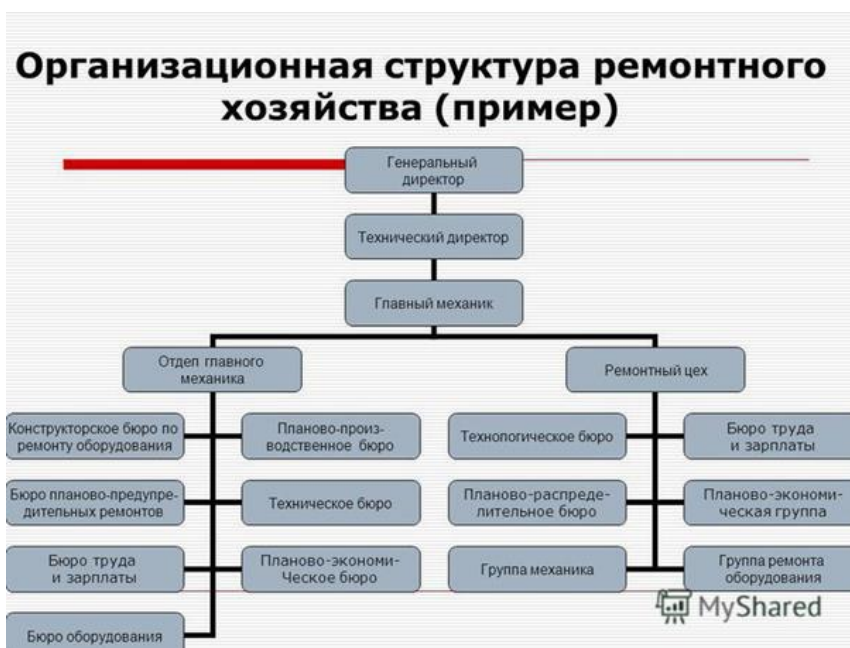 Организационная структура ремонтного
хозяйства (пример)
Генеральный
директор
Технический директор
Главный механик
Отдел главного
механика
Ремонтный цех
Конструкторское бюро по
ремонту оборудования
Планово-произ-
водственное бюро
Технологическое бюро
Бюро труда
и зарплаты
Бюро планово-предупре-
дительных ремонтов
Техническое бюро
Планово-распреде-
лительное бюро
Планово-экономи-
ческая группа
Бюро труда
и зарплаты
Планово-экономи-
Ческое бюро
Группа механика
Группа ремонта
оборудования
Бюро оборудования
MyShared